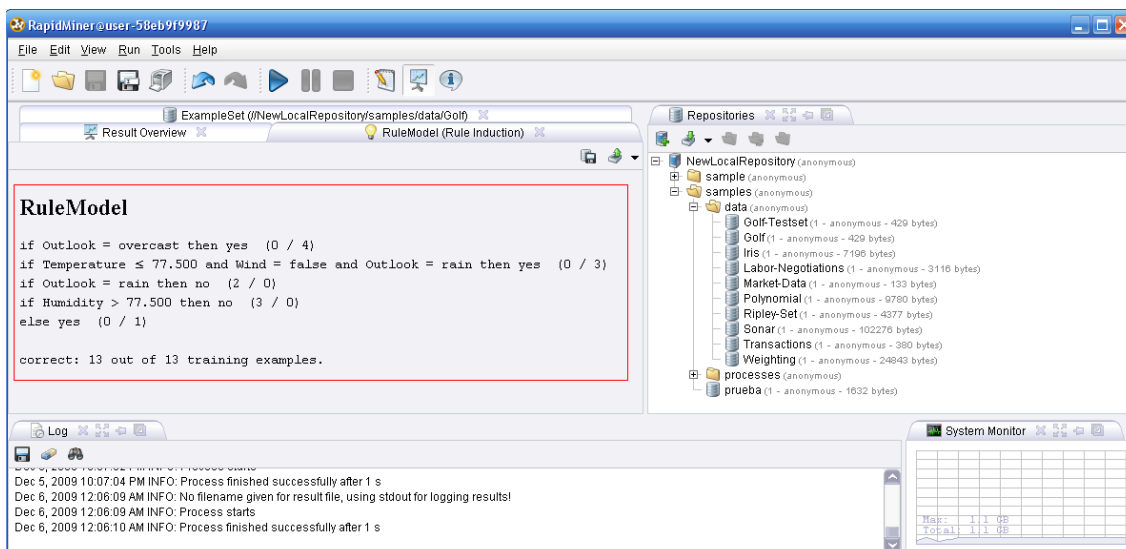 RapidMiner@user-58eb9f9987
File Edit View Run Tools Help
ExampleSet (//NewLocalRepository/samples/data/Golf)
Result Overview
RuleModel (Rule Induction)
RuleModel
if Outlook = overcast then yes (0 / 4)
if Temperature ≤ 77.500 and Wind = false and Outlook = rain then yes (0 / 3)
if Outlook = rain then no (2 / 0)
if Humidity > 77.500 then no (3 / 0)
else yes (0 / 1)
correct: 13 out of 13 training examples.
Repositories
NewLocalRepository (anonymous)
sample (anonymous)
samples (anonymous)
data (anonymous)
Golf-Testset (1 - anonymous - 429 bytes)
Golf (1 - anonymous - 429 bytes)
Iris (1 - anonymous - 7196 bytes)
Labor-Negotiations (1 - anonymous - 3116 bytes)
Market-Data (1 - anonymous - 133 bytes)
Polynomial (1 - anonymous - 9780 bytes)
Ripley-Set (1 - anonymous - 4377 bytes)
Sonar (1 - anonymous - 102276 bytes)
Transactions (1 - anonymous - 380 bytes)
Weighting (1 - anonymous - 24843 bytes)
processes (anonymous)
prueba (1 - anonymous - 1632 bytes)
Log
Dec 5, 2009 10:07:04 PM INFO: Process finished successfully after 1 s
Dec 6, 2009 12:06:09 AM INFO: No filename given for result file, using stdout for logging results!
Dec 6, 2009 12:06:09 AM INFO: Process starts
Dec 6, 2009 12:06:10 AM INFO: Process finished successfully after 1 s
System Monitor
Max: 1,1 GB
Total: 1,1 GB